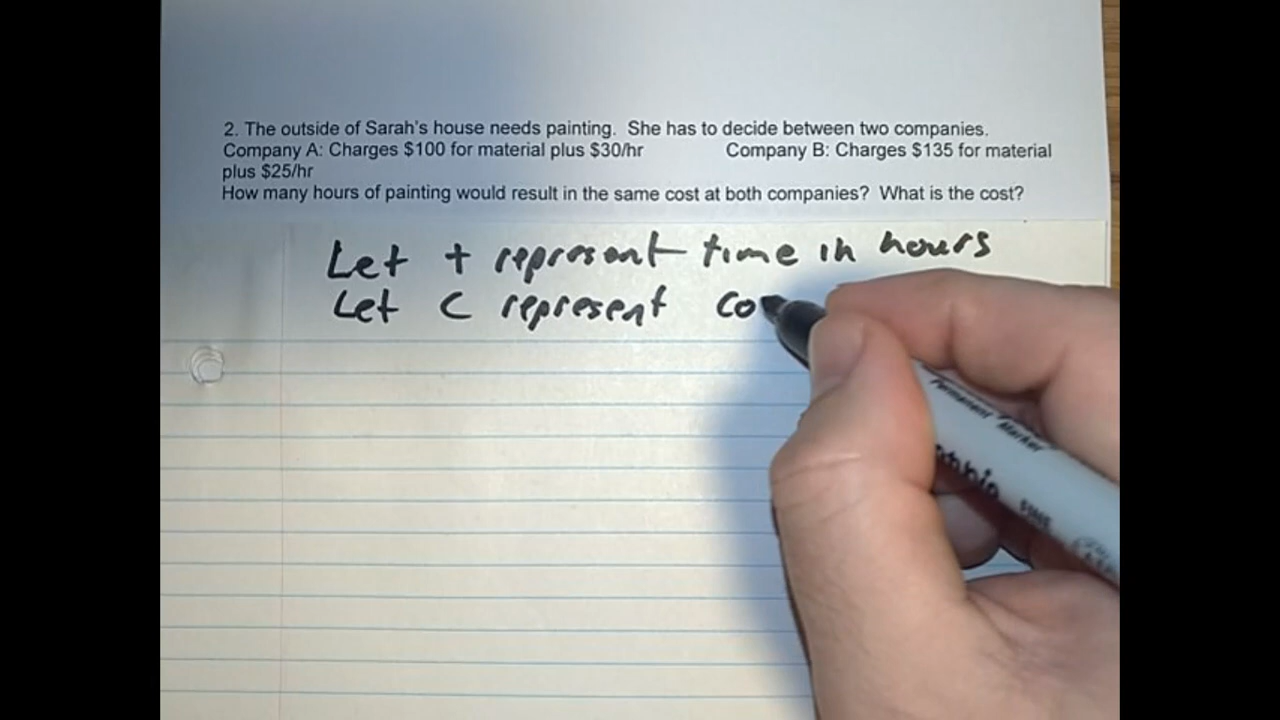 2. The outside of Sarah's house needs painting. She has to decide between two companies.
Company A: Charges $100 for material plus $30/hr Company B: Charges $135 for material
plus $25/hr
How many hours of painting would result in the same cost at both companies? What is the cost?
Let t represent time in hours
Let C represent co
Permanent Marker
FINE